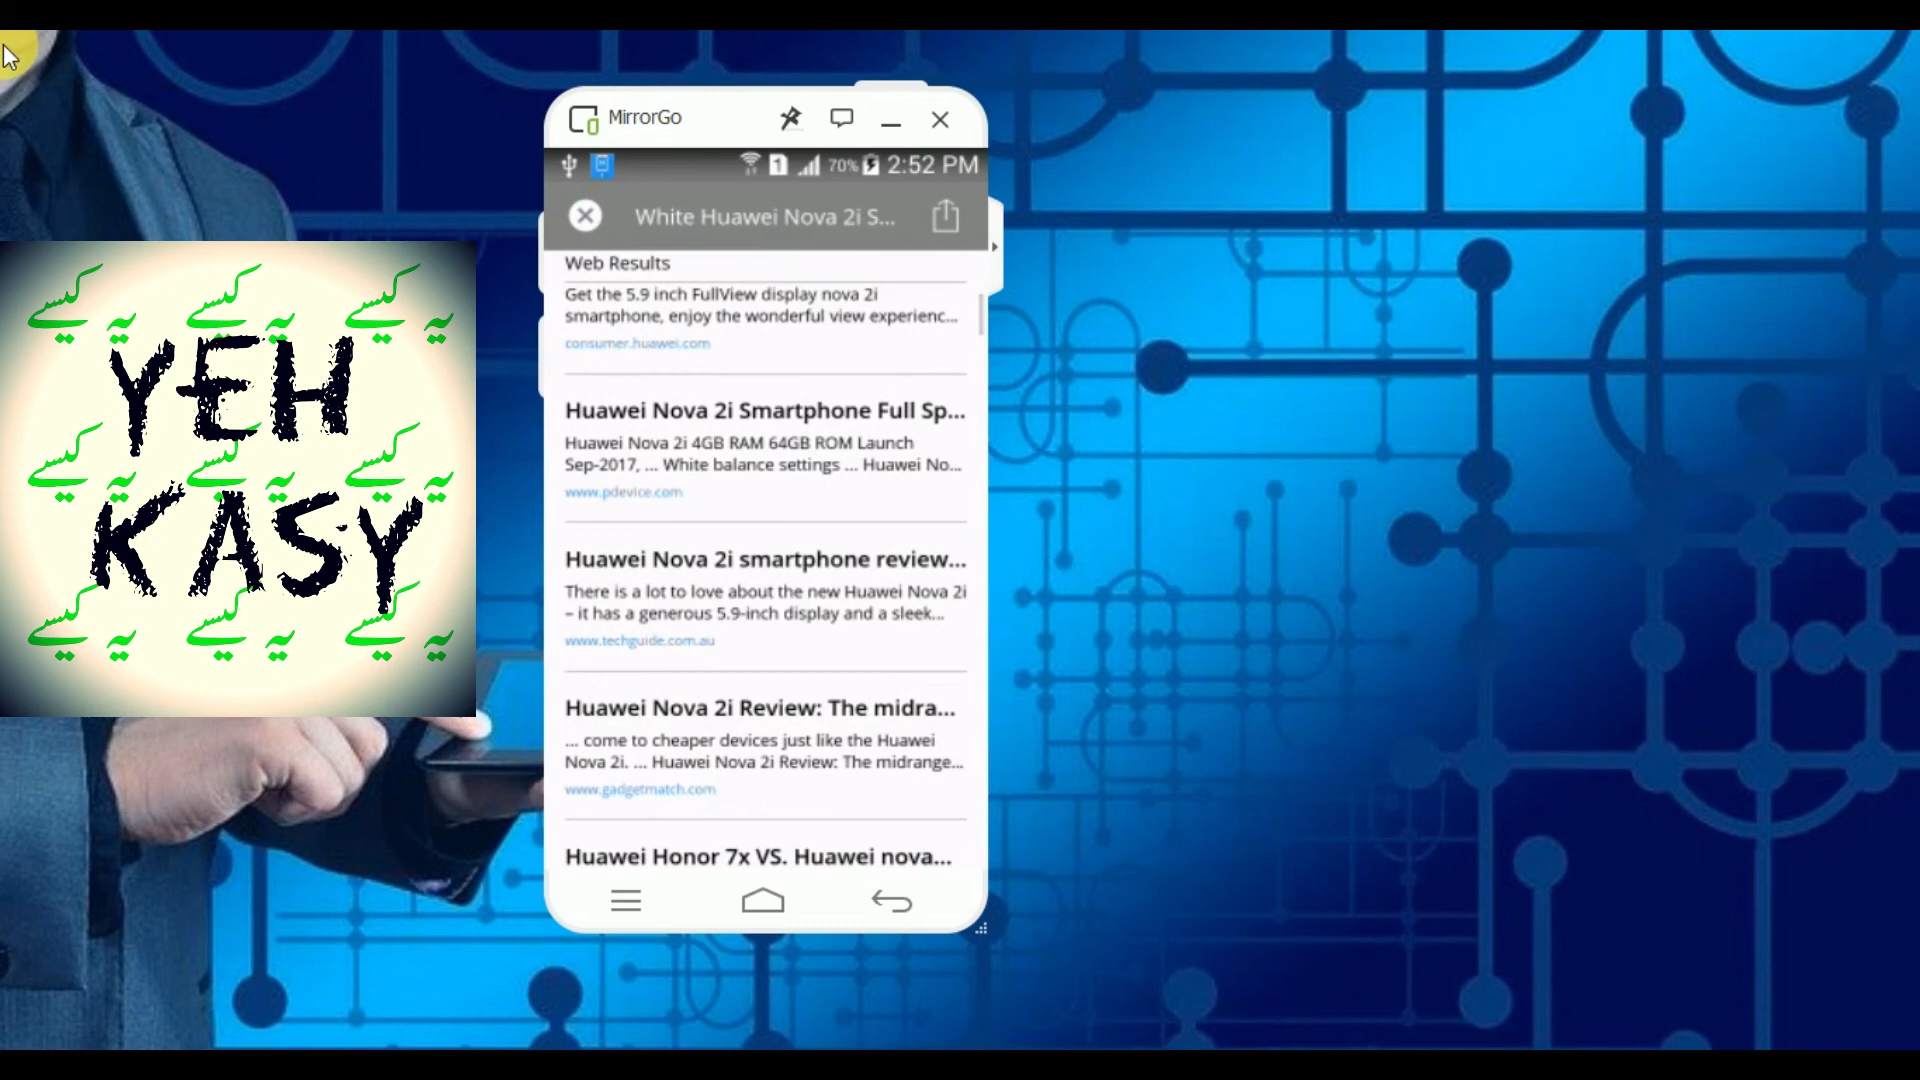 MirrorGo
1 70% 2:52 PM
White Huawei Nova 2i S...
Web Results
Get the 5.9 inch FullView display nova 2i
smartphone, enjoy the wonderful view experienc...
consumer.huawei.com
Huawei Nova 2i Smartphone Full Sp...
Huawei Nova 2i 4GB RAM 64GB ROM Launch
Sep-2017, ... White balance settings ... Huawei No...
www.pdevice.com
Huawei Nova 2i smartphone review...
There is a lot to love about the new Huawei Nova 2i
– it has a generous 5.9-inch display and a sleek...
www.techguide.com.au
Huawei Nova 2i Review: The midra...
... come to cheaper devices just like the Huawei
Nova 2i. ... Huawei Nova 2i Review: The midrange...
www.gadgetmatch.com
Huawei Honor 7x VS. Huawei nova...
یہ کیسے یہ کیسے یہ کیسے
YEH
یہ کیسے یہ کیسے یہ کیسے
KASY
یہ کیسے یہ کیسے یہ کیسے